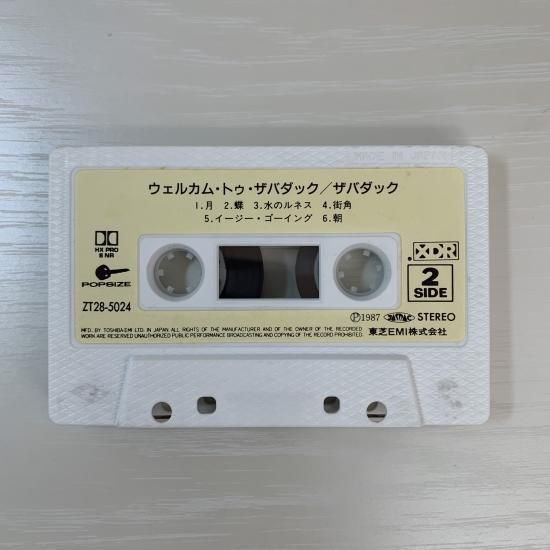 MADE IN JAPAN
ウェルカム・トゥ・ザバダック／ザバダック
1.月 2.蝶 3.水のルネス 4.街角
5.イージー・ゴーイング 6.朝
HX PRO
B NR
POPSIZE
ZT28-5024
XDR
2
SIDE
Ⓟ1987 STEREO
MFD. BY TOSHIBA-EMI LTD. IN JAPAN. ALL RIGHTS OF THE MANUFACTURER AND OF THE OWNER OF THE RECORDED
WORK ARE RESERVED UNAUTHORIZED PUBLIC PERFORMANCE BROADCASTING AND COPYING OF THE RECORD PROHIBITED.
東芝EMI株式会社